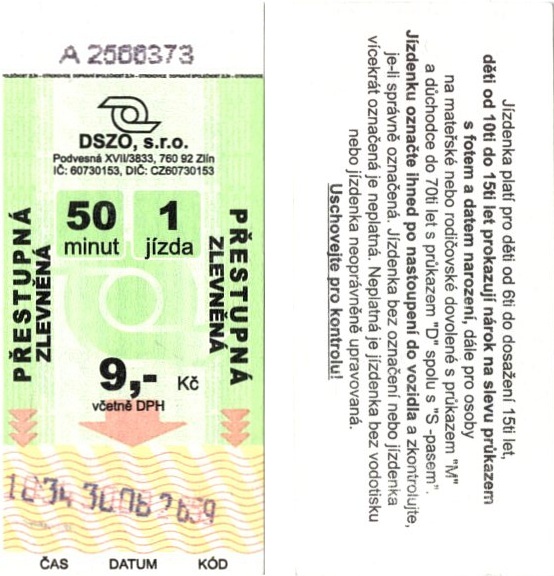 A 2566373
DSZO, s.r.o.
Podvesná XVII/3833, 760 92 Zlín
IČ: 60730153, DIČ: CZ60730153
PŘESTUPNÁ
ZLEVNĚNÁ
50
minut
1
jízda
PŘESTUPNÁ
ZLEVNĚNÁ
9,- Kč
včetně DPH
ČAS DATUM KÓD
Jízdenka platí pro děti od 6ti do dosažení 15ti let,
děti od 10ti do 15ti let prokazují nárok na slevu průkazem
s fotem a datem narození, dále pro osoby
na mateřské nebo rodičovské dovolené s průkazem "M"
a důchodce do 70ti let s průkazem "D" spolu s "S -pasem".
Jízdenku označte ihned po nastoupení do vozidla a zkontrolujte,
je-li správně označená. Jízdenka bez označení nebo jízdenka
vícekrát označená je neplatná. Neplatná je jízdenka bez vodotisku
nebo jízdenka neoprávněně upravovaná.
Uschovejte pro kontrolu!